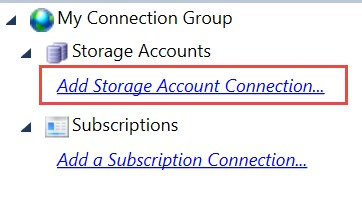 My Connection Group
Storage Accounts
Add Storage Account Connection...
Subscriptions
Add a Subscription Connection...